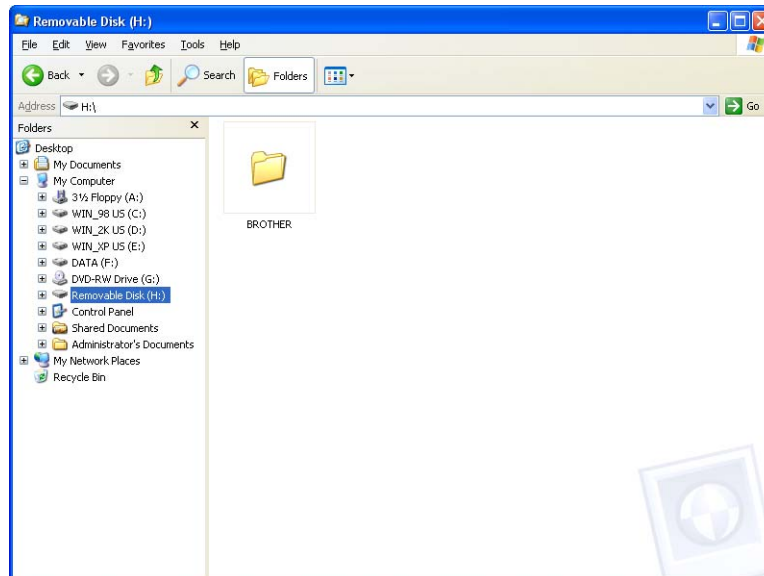 Removable Disk (H:)
File Edit View Favorites Tools Help
Back Search Folders
Address H:\ Go
Folders
Desktop
My Documents
My Computer
3½ Floppy (A:)
WIN_98 US (C:)
WIN_2K US (D:)
WIN_XP US (E:)
DATA (F:)
DVD-RW Drive (G:)
Removable Disk (H:)
Control Panel
Shared Documents
Administrator's Documents
My Network Places
Recycle Bin
BROTHER